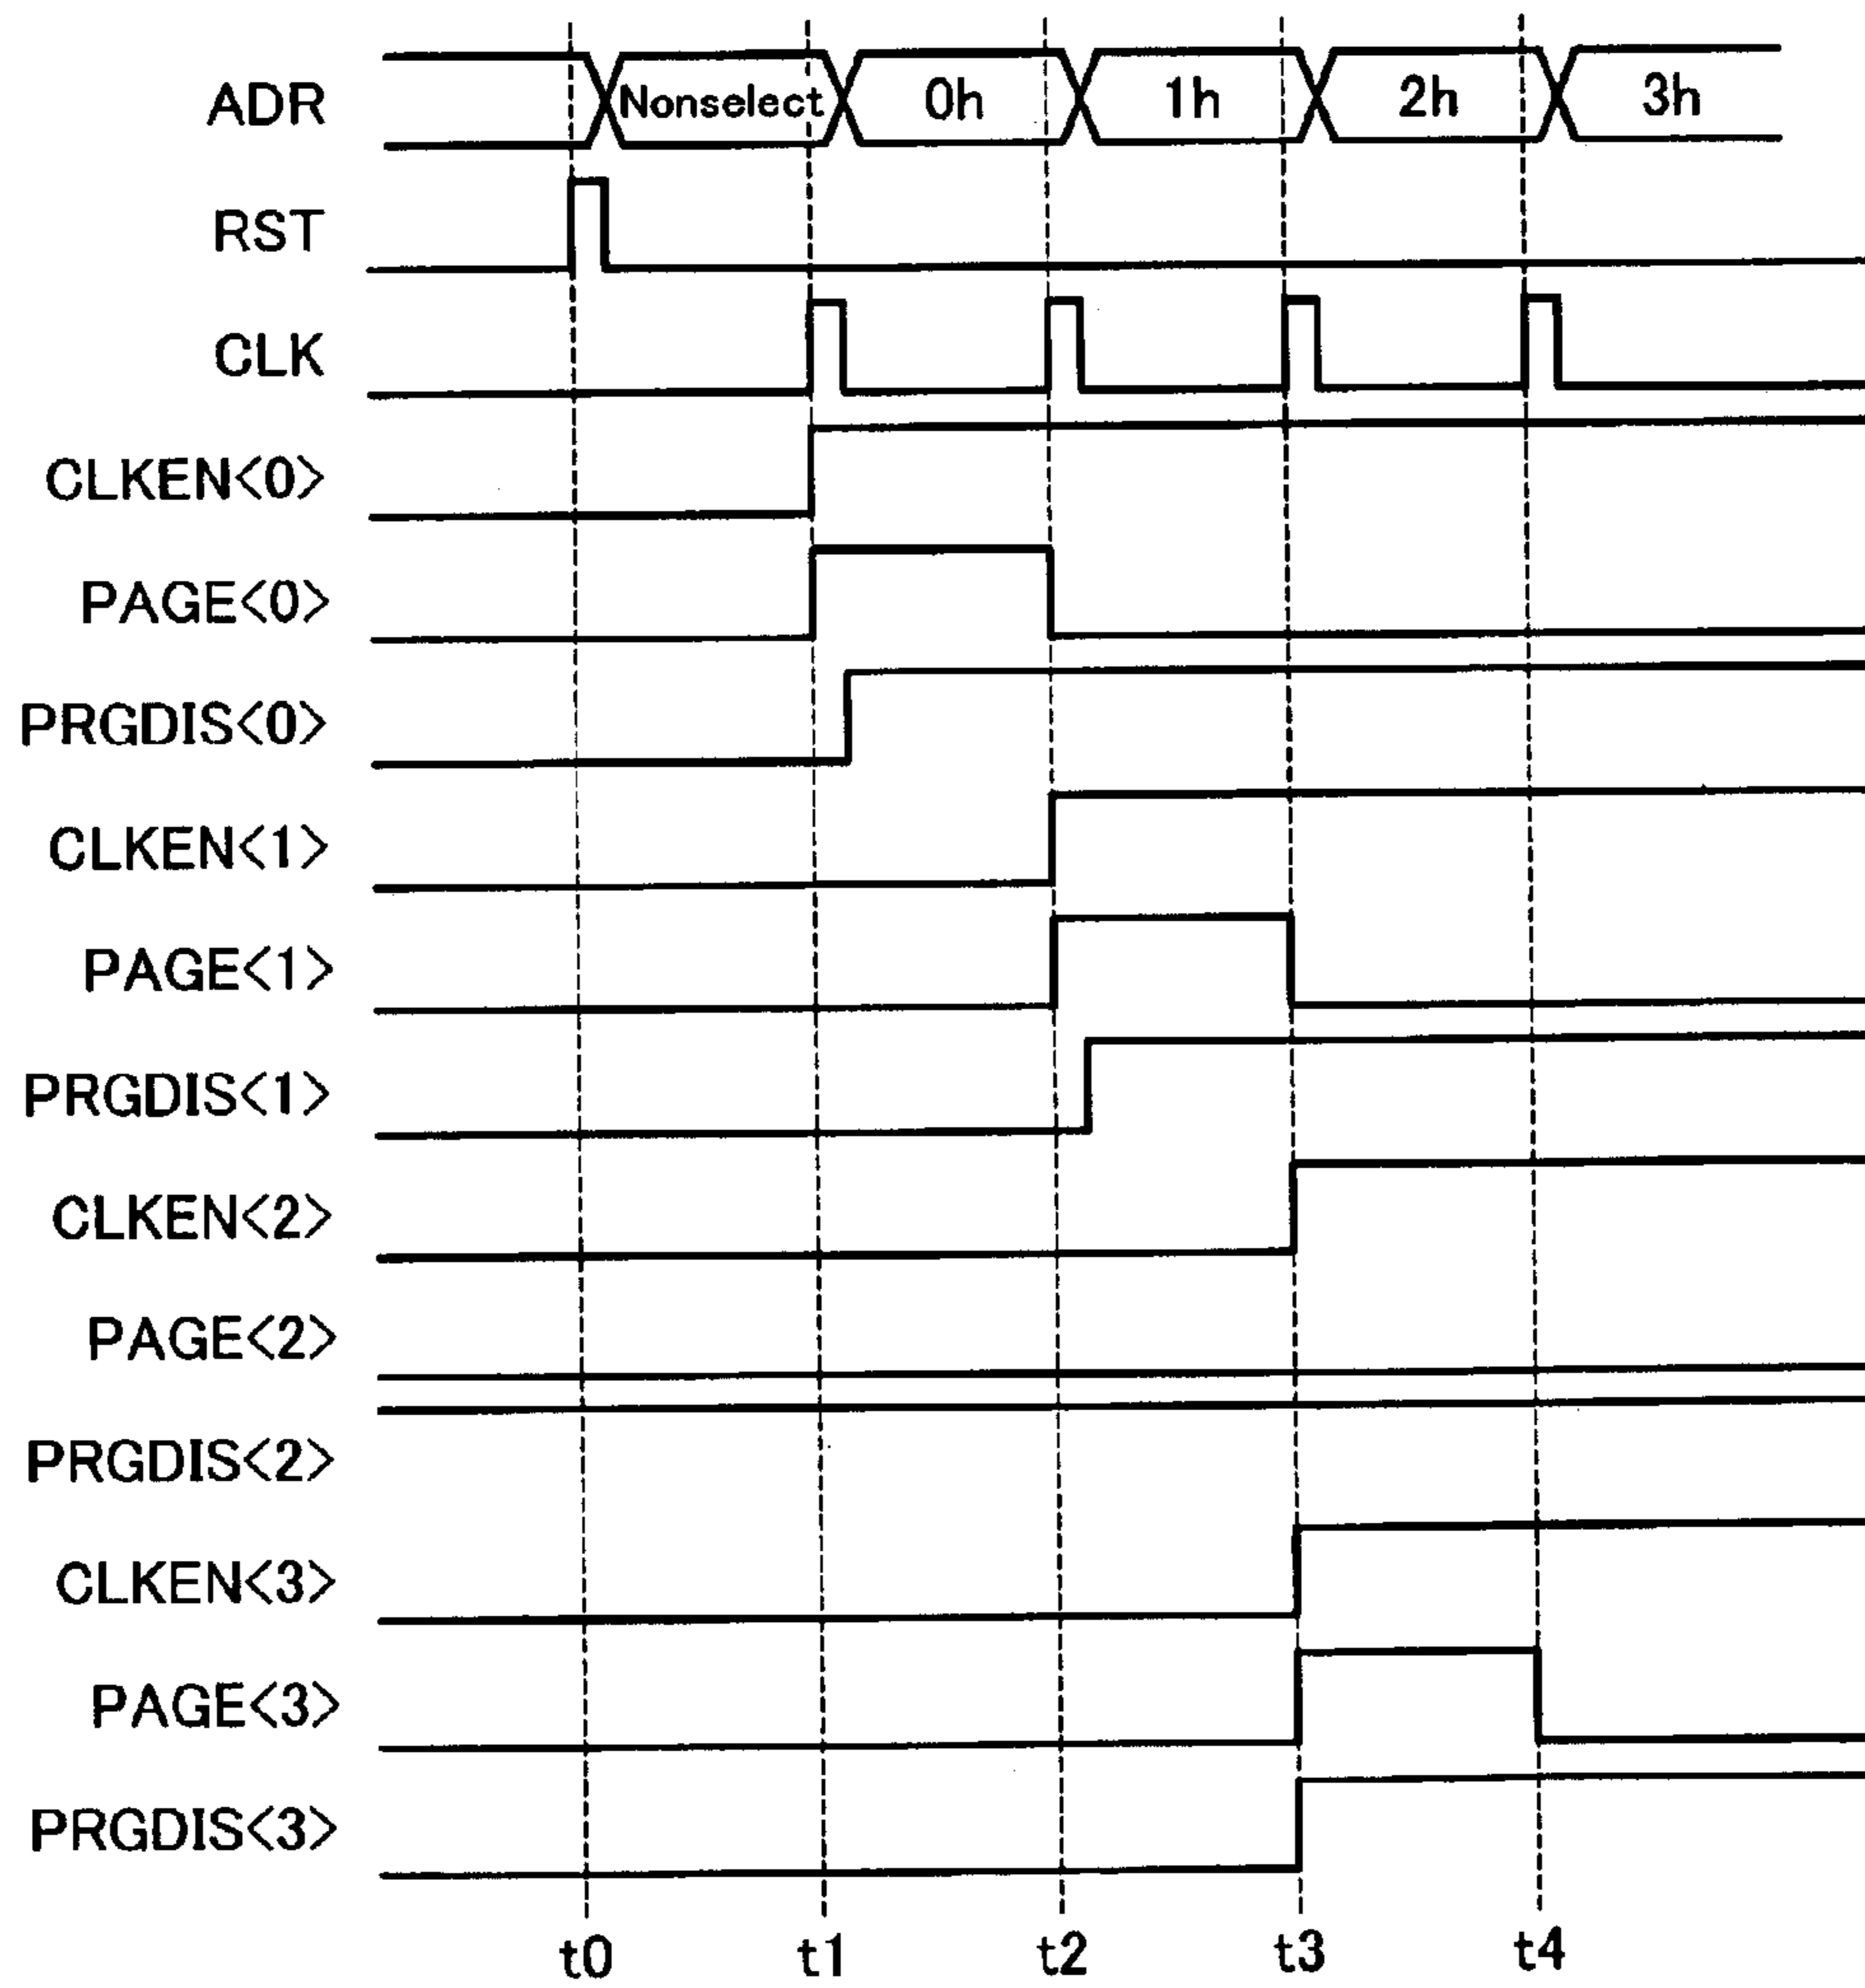 ADR Nonselect 0h 1h 2h 3h
RST
CLK
CLKEN<0>
PAGE<0>
PRGDIS<0>
CLKEN<1>
PAGE<1>
PRGDIS<1>
CLKEN<2>
PAGE<2>
PRGDIS<2>
CLKEN<3>
PAGE<3>
PRGDIS<3>
t0 t1 t2 t3 t4